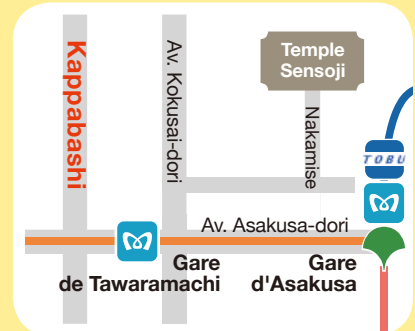 Kappabashi
Av. Kokusai-dori
Temple
Sensoji
Nakamise
TOBU
Av. Asakusa-dori
Gare
de Tawaramachi
Gare
d'Asakusa